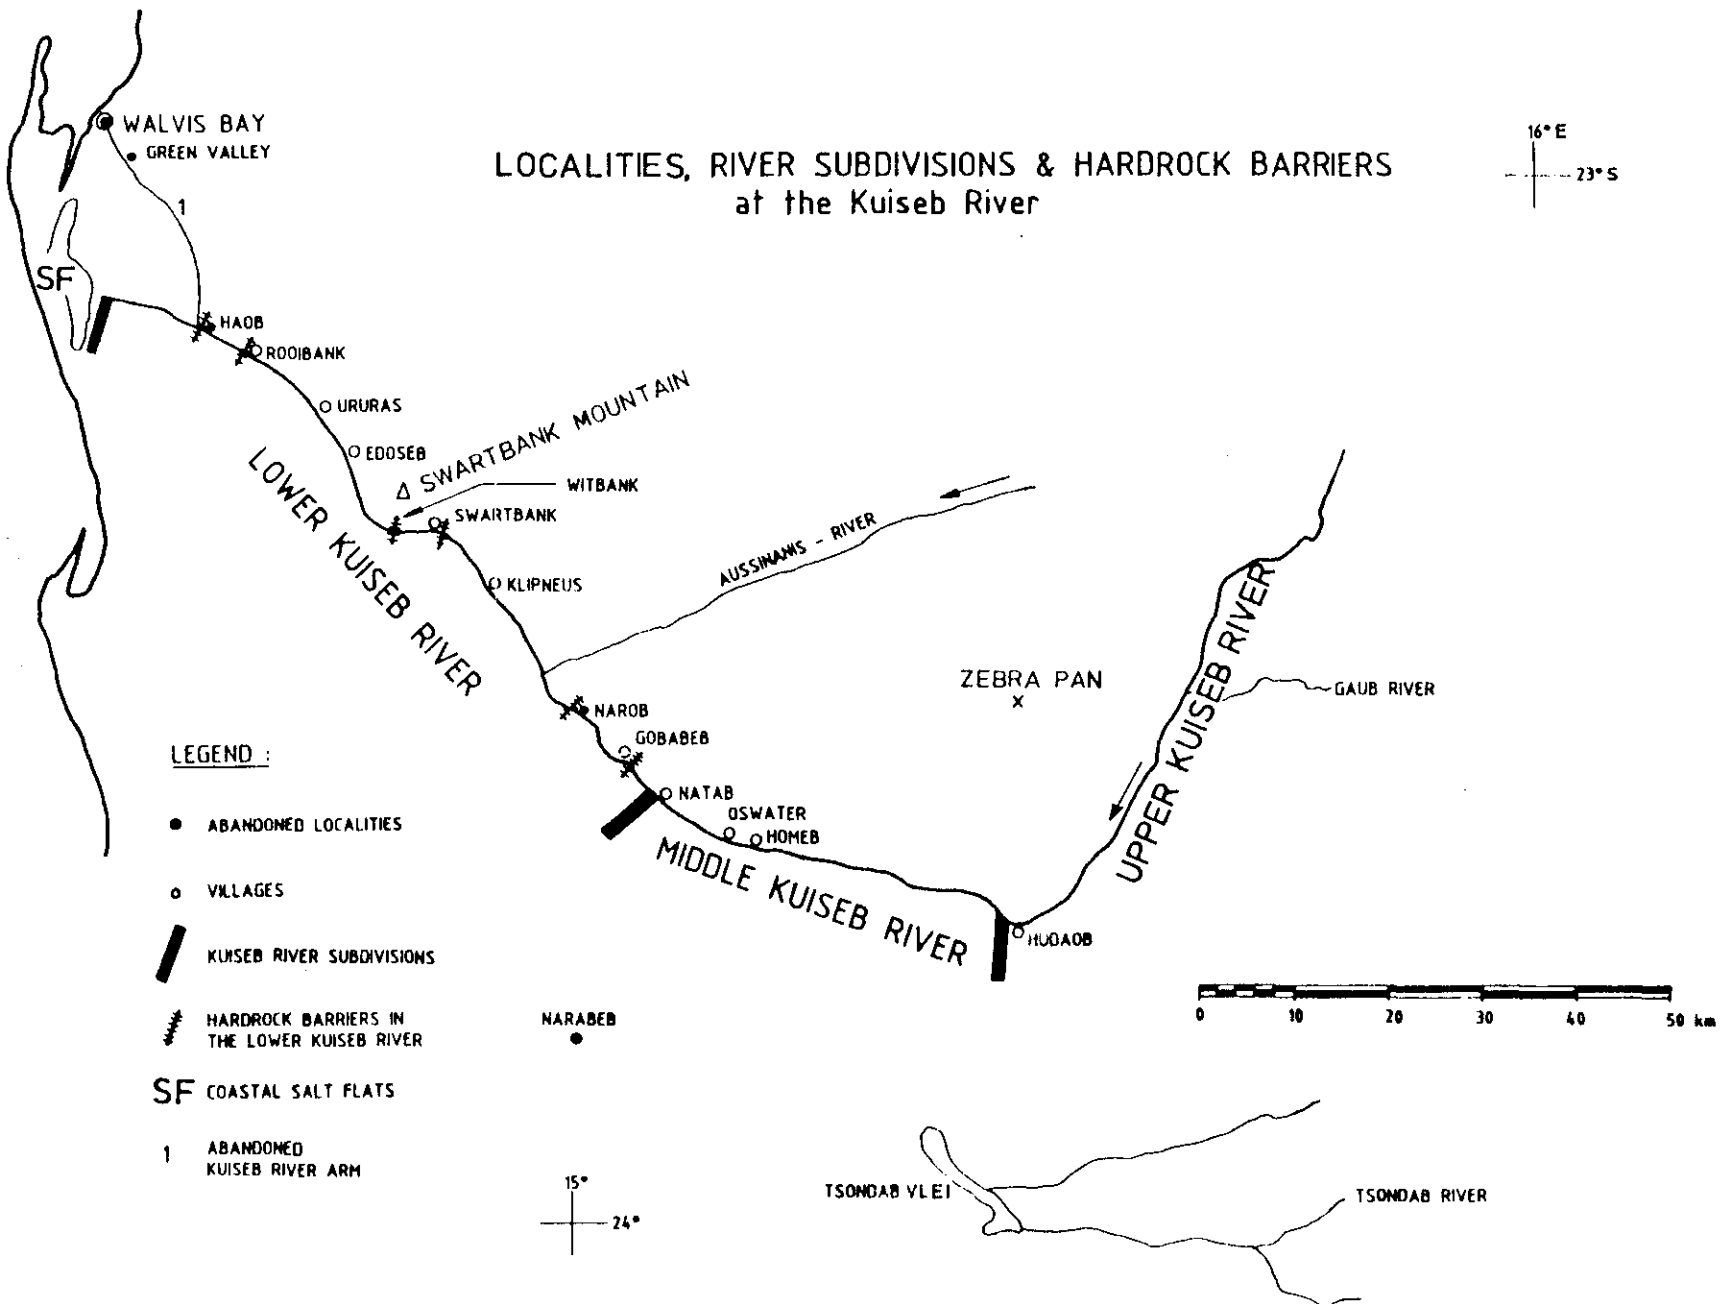 LOCALITIES, RIVER SUBDIVISIONS & HARDROCK BARRIERS
at the Kuiseb River
16° E
23° S
WALVIS BAY
GREEN VALLEY
1
SF
HAOB
ROOIBANK
URURAS
EDOSEB
SWARTBANK MOUNTAIN
WITBANK
SWARTBANK
KLIPNEUS
LOWER KUISEB RIVER
AUSSINANIS - RIVER
ZEBRA PAN
UPPER KUISEB RIVER
GAUB RIVER
NAROB
GOBABEB
NATAB
OSWATER
HOMEB
MIDDLE KUISEB RIVER
HUDAOB
LEGEND :
ABANDONED LOCALITIES
VILLAGES
KUISEB RIVER SUBDIVISIONS
HARDROCK BARRIERS IN
THE LOWER KUISEB RIVER
SF COASTAL SALT FLATS
1 ABANDONED
KUISEB RIVER ARM
NARABEB
0 10 20 30 40 50 km
15°
24°
TSONDAB VLEI
TSONDAB RIVER